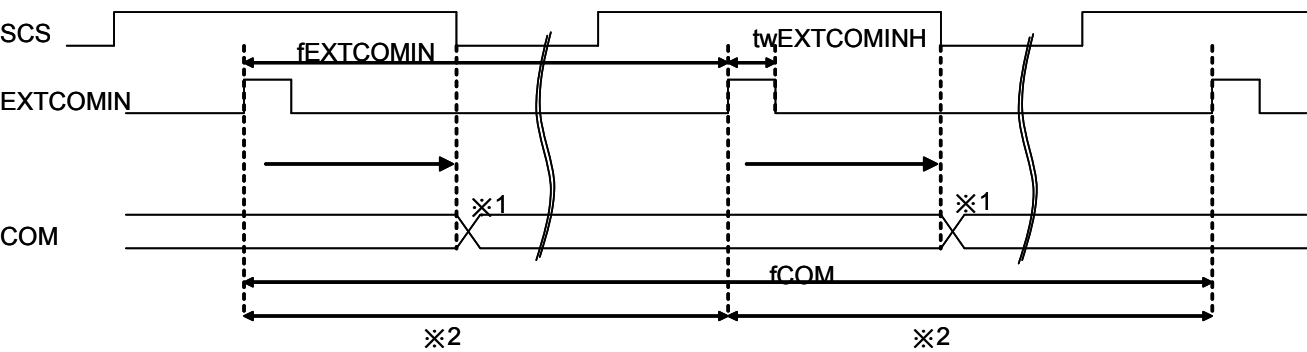 SCS
twEXTCOMINH
fEXTCOMIN
EXTCOMIN
※1
※1
COM
fCOM
※2
※2